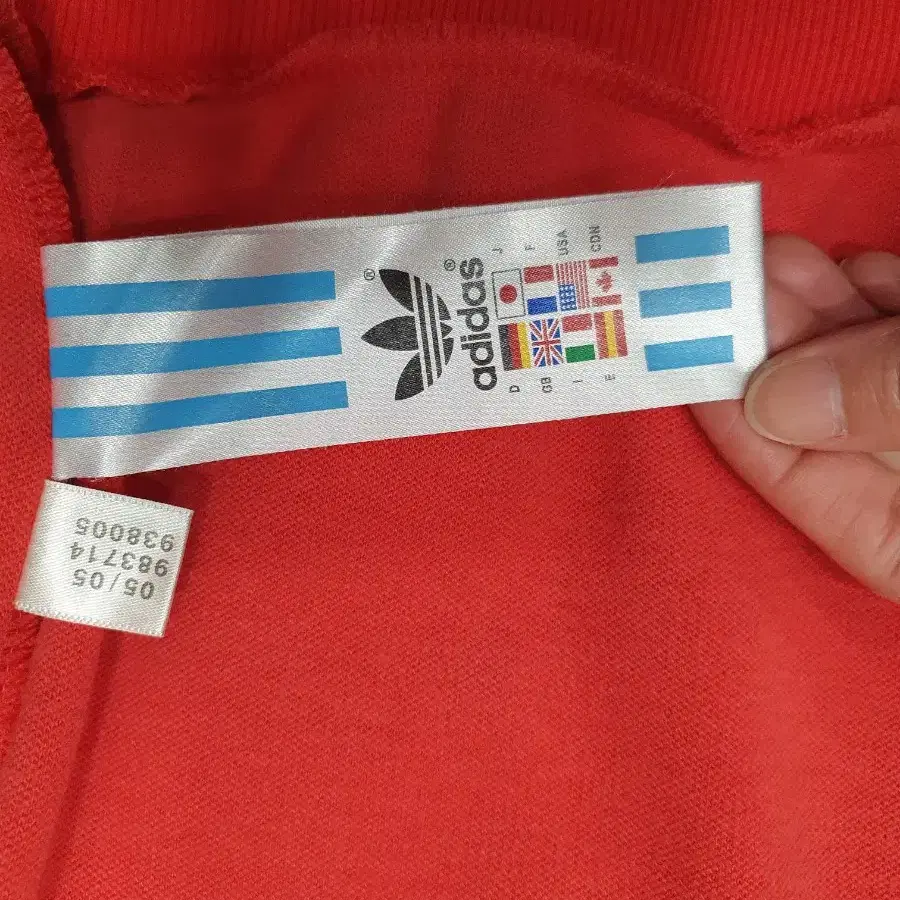 ® ®
adidas
J F USA CDN
D GB I E
05/05
983714
938005